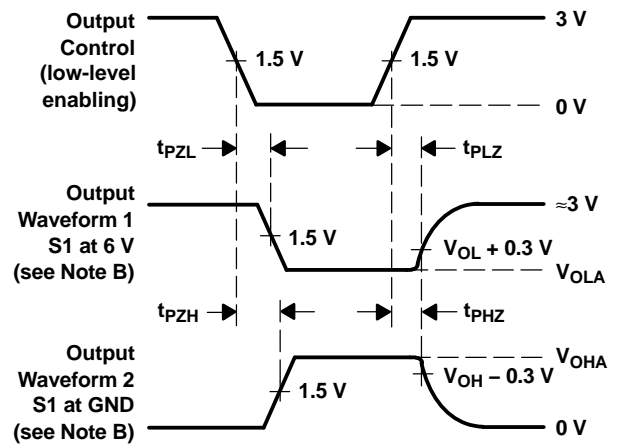 Output
Control
(low-level
enabling)
1.5 V
1.5 V
3 V
0 V
tPZL
tPLZ
Output
Waveform 1
S1 at 6 V
(see Note B)
1.5 V
≈3 V
VOL + 0.3 V
VOLA
tPZH
tPHZ
Output
Waveform 2
S1 at GND
(see Note B)
1.5 V
VOHA
VOH – 0.3 V
0 V